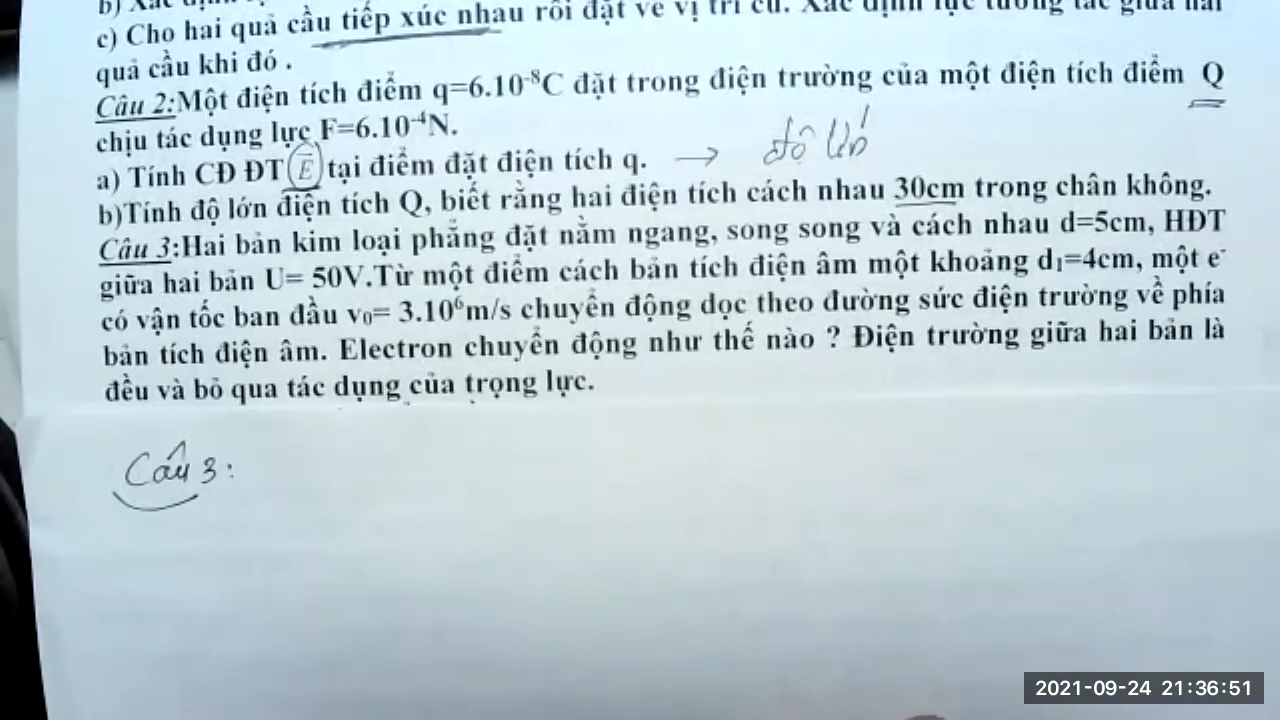 b) Xác định
c) Cho hai quả cầu tiếp xúc nhau rồi đặt về vị trí cũ. Xác định lực tương tác giữa hai
quả cầu khi đó .
Câu 2:Một điện tích điểm q=6.10⁻⁸C đặt trong điện trường của một điện tích điểm Q
chịu tác dụng lực F=6.10⁻⁴N.
a) Tính CĐ ĐT E tại điểm đặt điện tích q. → độ lớn
b)Tính độ lớn điện tích Q, biết rằng hai điện tích cách nhau 30cm trong chân không.
Câu 3:Hai bản kim loại phẳng đặt nằm ngang, song song và cách nhau d=5cm, HĐT
giữa hai bản U= 50V.Từ một điểm cách bản tích điện âm một khoảng d₁=4cm, một e⁻
có vận tốc ban đầu v₀= 3.10⁶m/s chuyển động dọc theo đường sức điện trường về phía
bản tích điện âm. Electron chuyển động như thế nào ? Điện trường giữa hai bản là
đều và bỏ qua tác dụng của trọng lực.
Câu 3:
2021-09-24 21:36:51